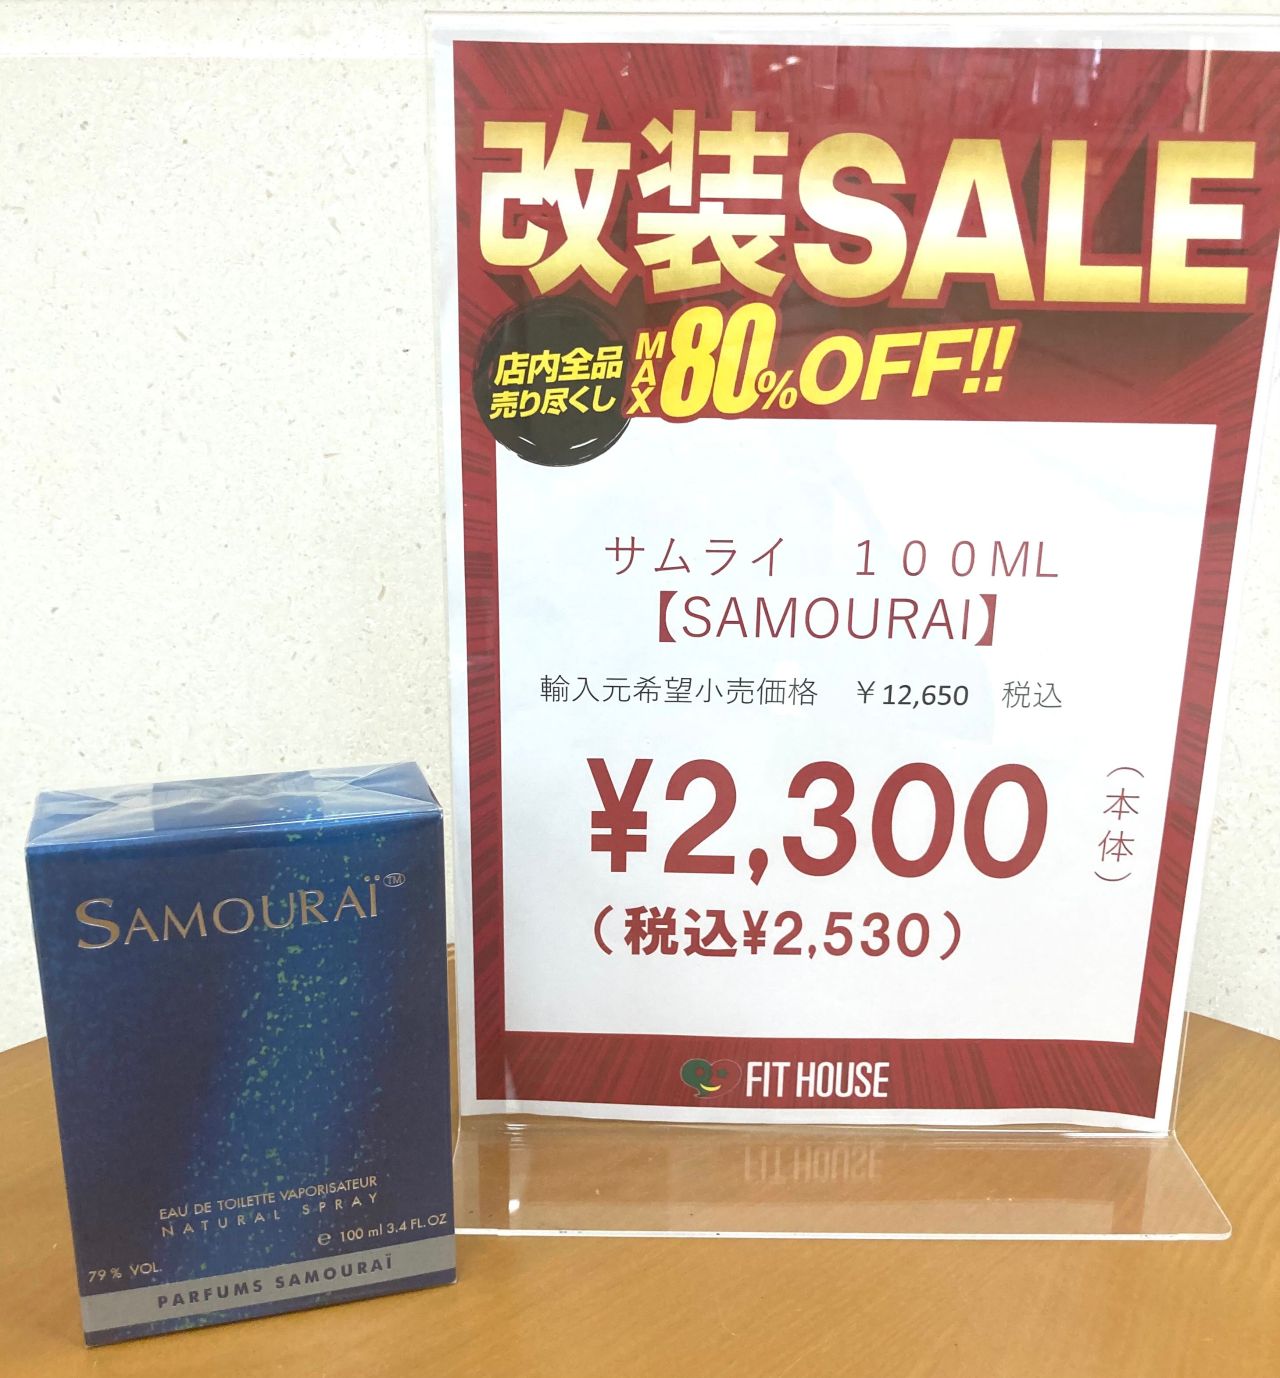 改装SALE
店内全品
売り尽くし
MAX80%OFF!!
サムライ　１００ML
【SAMOURAI】
輸入元希望小売価格　￥12,650　税込
¥2,300
（本体）
（税込¥2,530）
FIT HOUSE
SAMOURAÏ™
EAU DE TOILETTE VAPORISATEUR
NATURAL SPRAY
℮ 100 ml 3.4 FL. OZ
79% VOL.
PARFUMS SAMOURAÏ